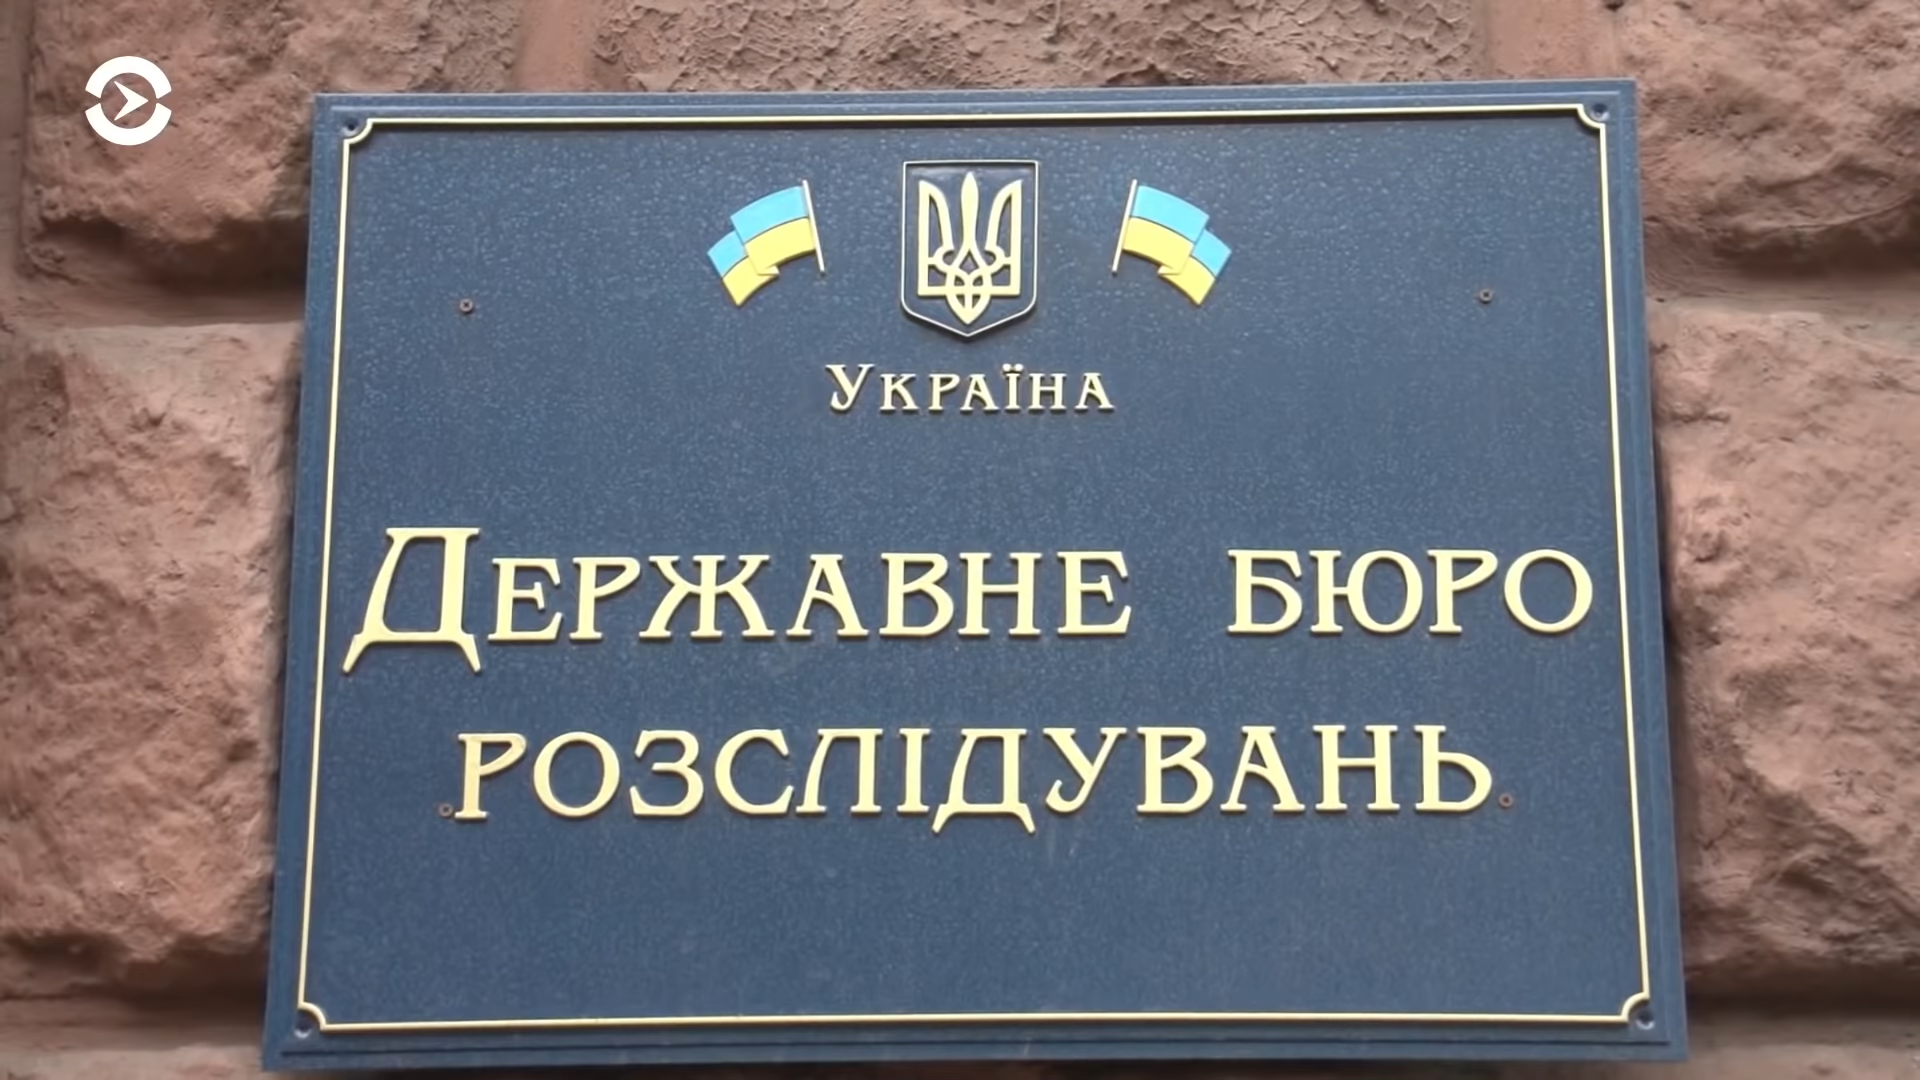 Україна
Державне бюро
розслідувань